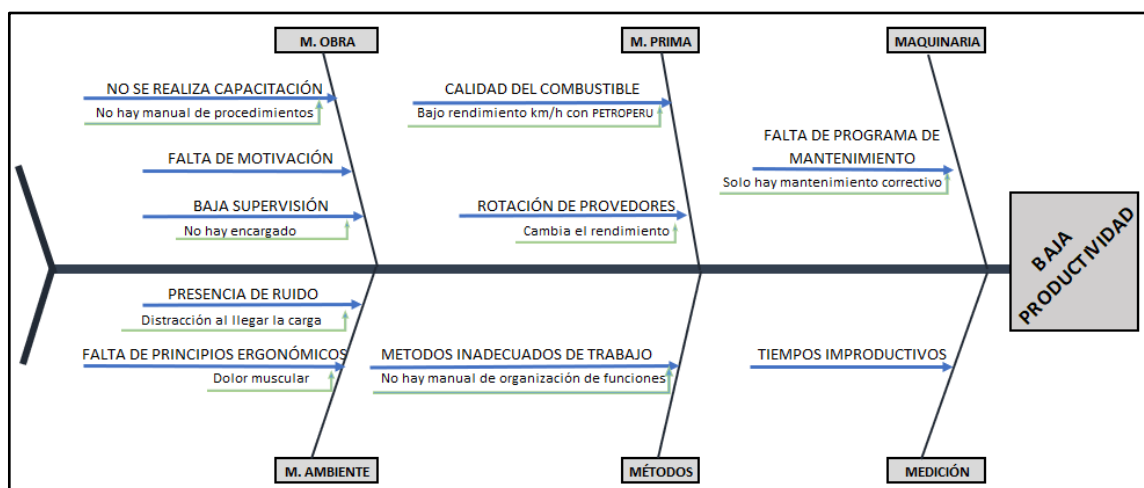 M. OBRA
M. PRIMA
MAQUINARIA
NO SE REALIZA CAPACITACIÓN
No hay manual de procedimientos
FALTA DE MOTIVACIÓN
BAJA SUPERVISIÓN
No hay encargado
CALIDAD DEL COMBUSTIBLE
Bajo rendimiento km/h con PETROPERU
ROTACIÓN DE PROVEDORES
Cambia el rendimiento
FALTA DE PROGRAMA DE
MANTENIMIENTO
Solo hay mantenimiento correctivo
BAJA
PRODUCTIVIDAD
PRESENCIA DE RUIDO
Distracción al llegar la carga
FALTA DE PRINCIPIOS ERGONÓMICOS
Dolor muscular
METODOS INADECUADOS DE TRABAJO
No hay manual de organización de funciones
TIEMPOS IMPRODUCTIVOS
M. AMBIENTE
MÉTODOS
MEDICIÓN